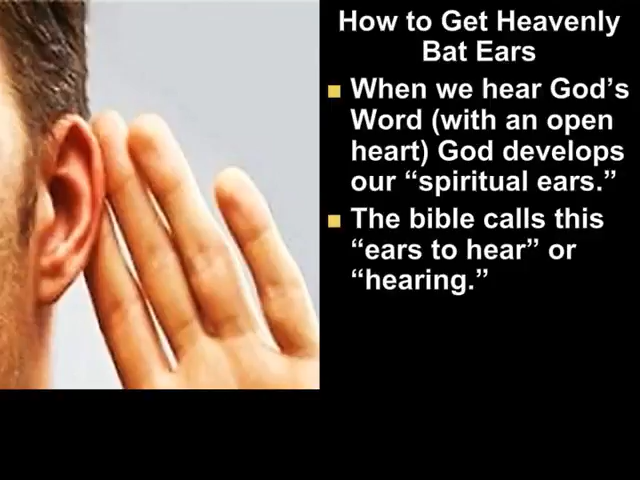 How to Get Heavenly
Bat Ears
When we hear God's
Word (with an open
heart) God develops
our “spiritual ears.”
The bible calls this
“ears to hear” or
“hearing.”